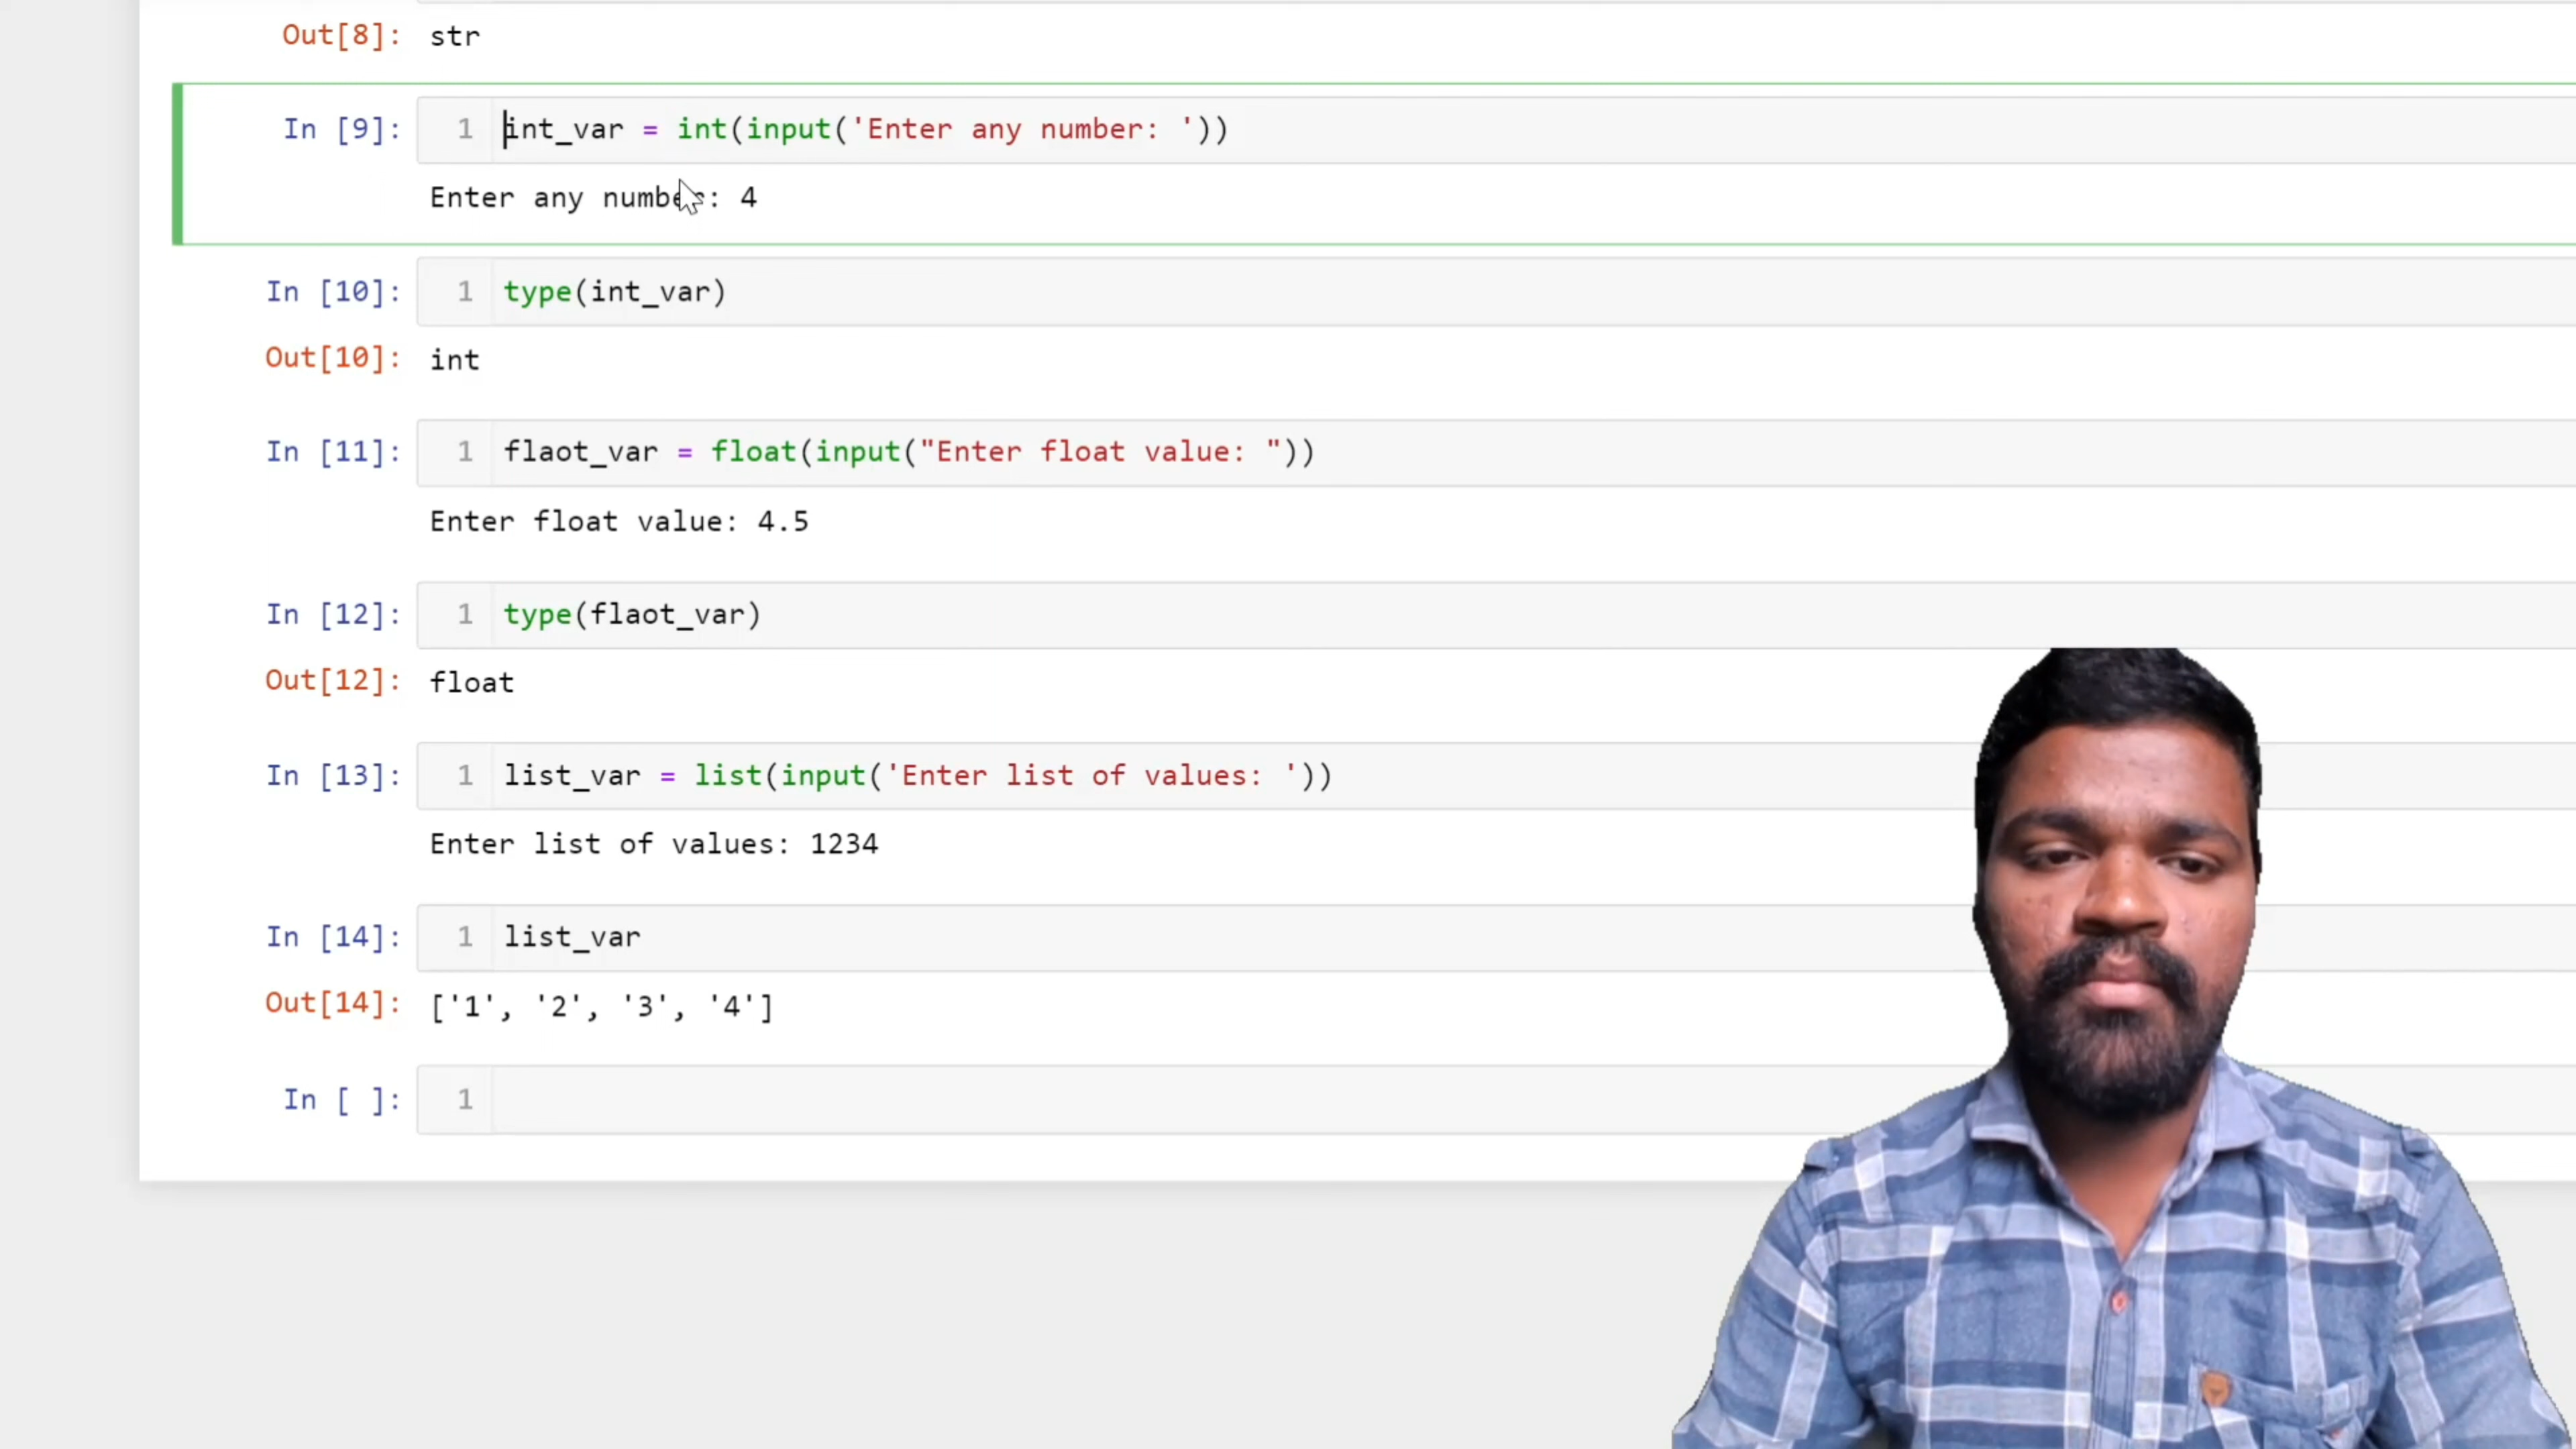 Out[8]: str
In [9]: 1 int_var = int(input('Enter any number: '))
Enter any number: 4
In [10]: 1 type(int_var)
Out[10]: int
In [11]: 1 flaot_var = float(input("Enter float value: "))
Enter float value: 4.5
In [12]: 1 type(flaot_var)
Out[12]: float
In [13]: 1 list_var = list(input('Enter list of values: '))
Enter list of values: 1234
In [14]: 1 list_var
Out[14]: ['1', '2', '3', '4']
In [ ]: 1